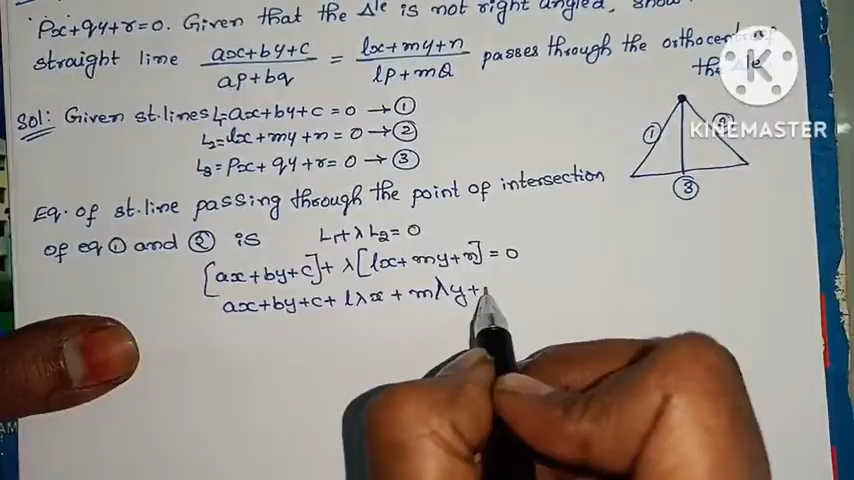 Px+qy+r=0. Given that the Δle is not right angled, show
straight line ax+by+c / ap+bq = lx+my+n / lp+mq passes through the orthocentre of
the Δle
Sol: Given st.lines L1=ax+by+c=0 → ①
L2=lx+my+n=0 → ②
L3=px+qy+r=0 → ③
① ②
③
Eq. of st.line passing through the point of intersection
of eq ① and ② is L1+λL2=0
[ax+by+c]+λ[lx+my+n]=0
ax+by+c+lλx+mλy+
K
KINEMASTER